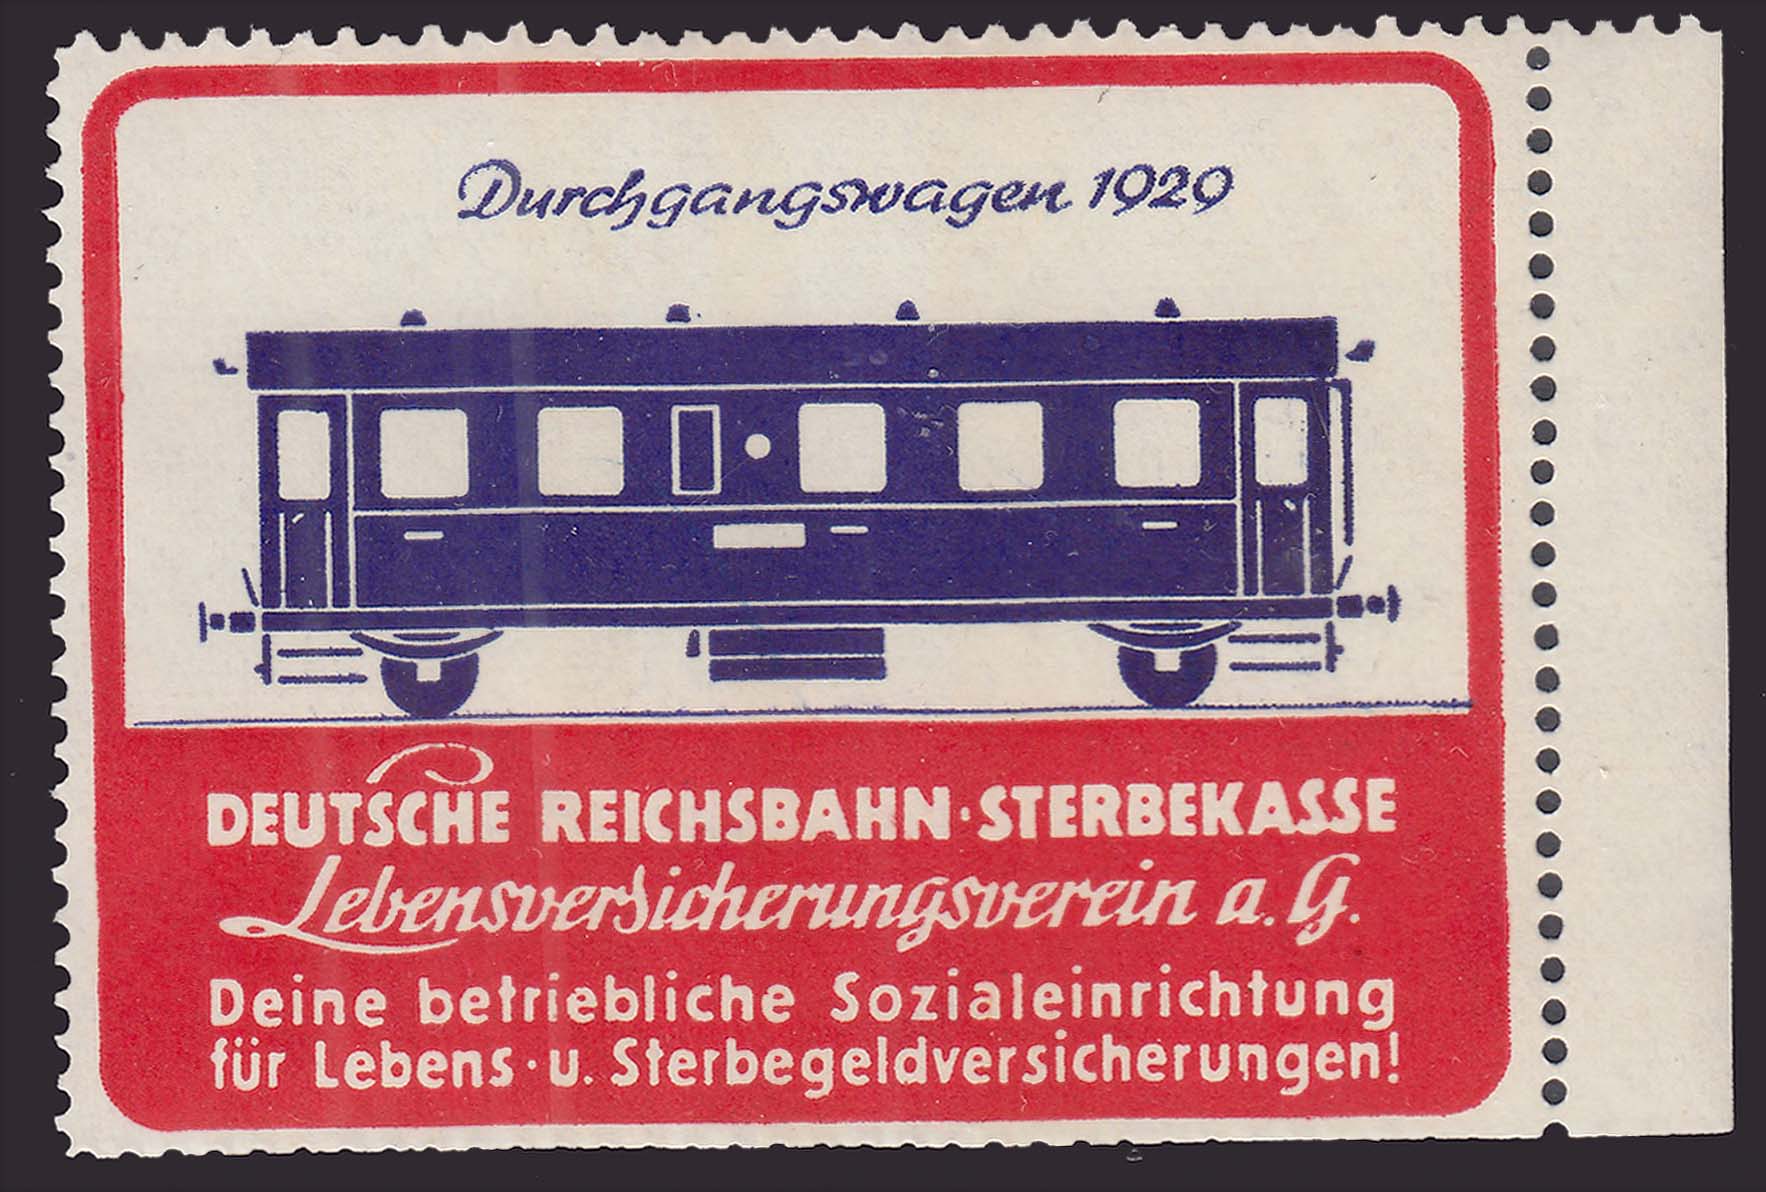 Durchgangswagen 1929
DEUTSCHE REICHSBAHN·STERBEKASSE
Lebensversicherungsverein a.G.
Deine betriebliche Sozialeinrichtung
für Lebens·u. Sterbegeldversicherungen!